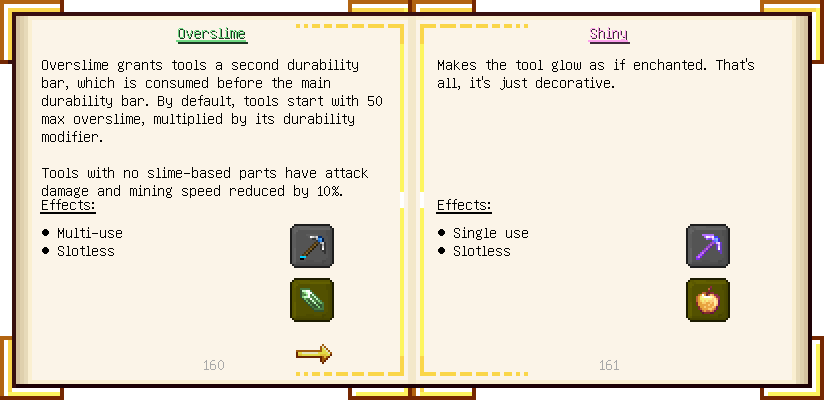 Overslime
Overslime grants tools a second durability
bar, which is consumed before the main
durability bar. By default, tools start with 50
max overslime, multiplied by its durability
modifier.
Tools with no slime-based parts have attack
damage and mining speed reduced by 10%.
Effects:
● Multi-use
● Slotless
160
Shiny
Makes the tool glow as if enchanted. That's
all, it's just decorative.
Effects:
● Single use
● Slotless
161